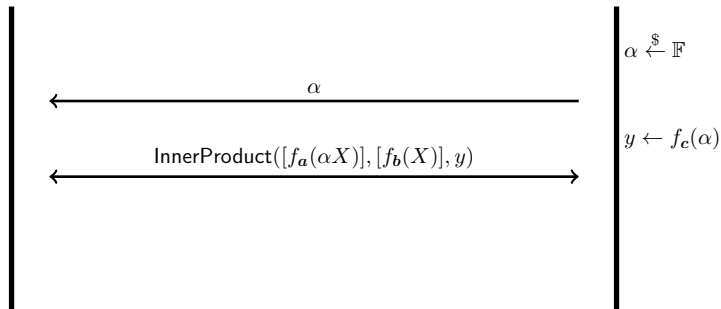 α $← 𝔽
α
y ← f_c(α)
InnerProduct([f_a(αX)], [f_b(X)], y)